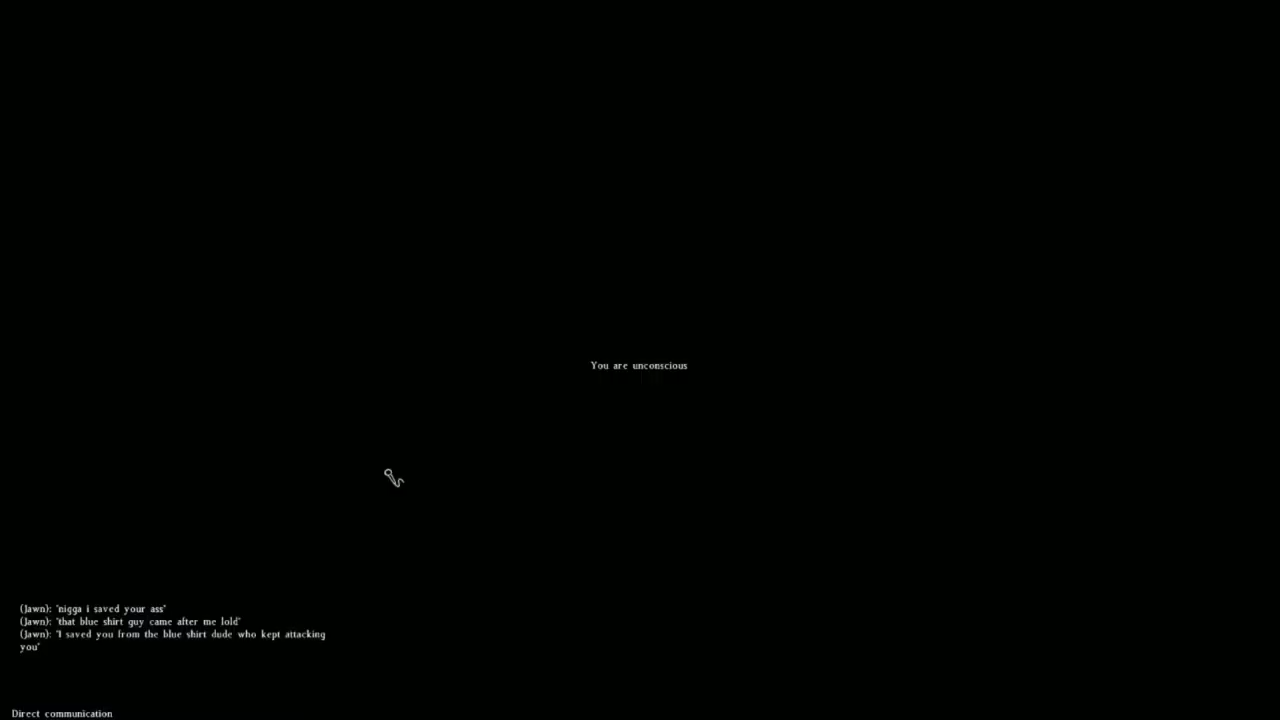 You are unconscious
(Jawn): "nigga i saved your ass"
(Jawn): "that blue shirt guy came after me lold"
(Jawn): "I saved you from the blue shirt dude who kept attacking
you"
Direct communication